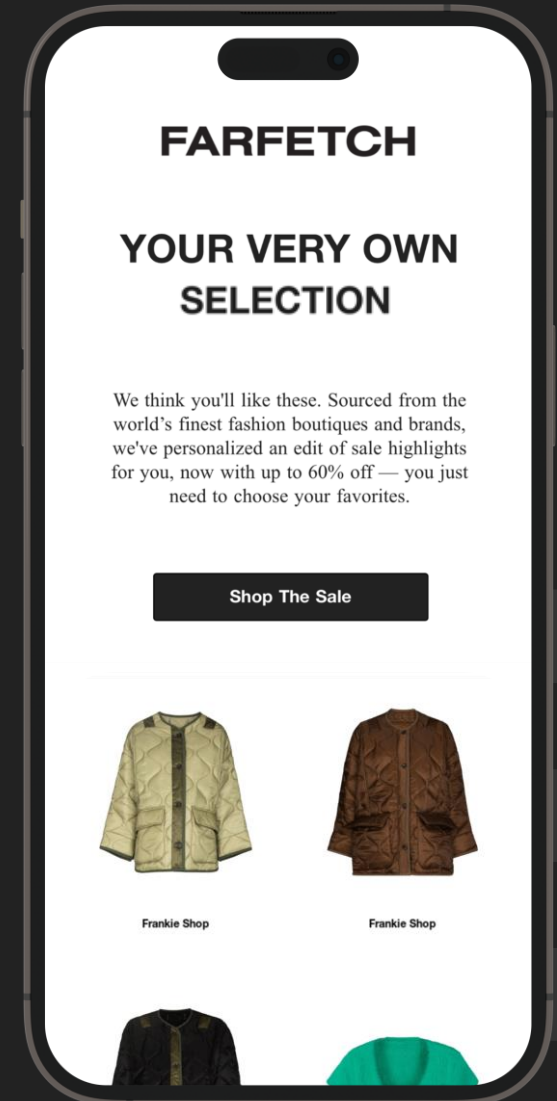 FARFETCH
YOUR VERY OWN
SELECTION
We think you'll like these. Sourced from the
world’s finest fashion boutiques and brands,
we've personalized an edit of sale highlights
for you, now with up to 60% off — you just
need to choose your favorites.
Shop The Sale
Frankie Shop
Frankie Shop